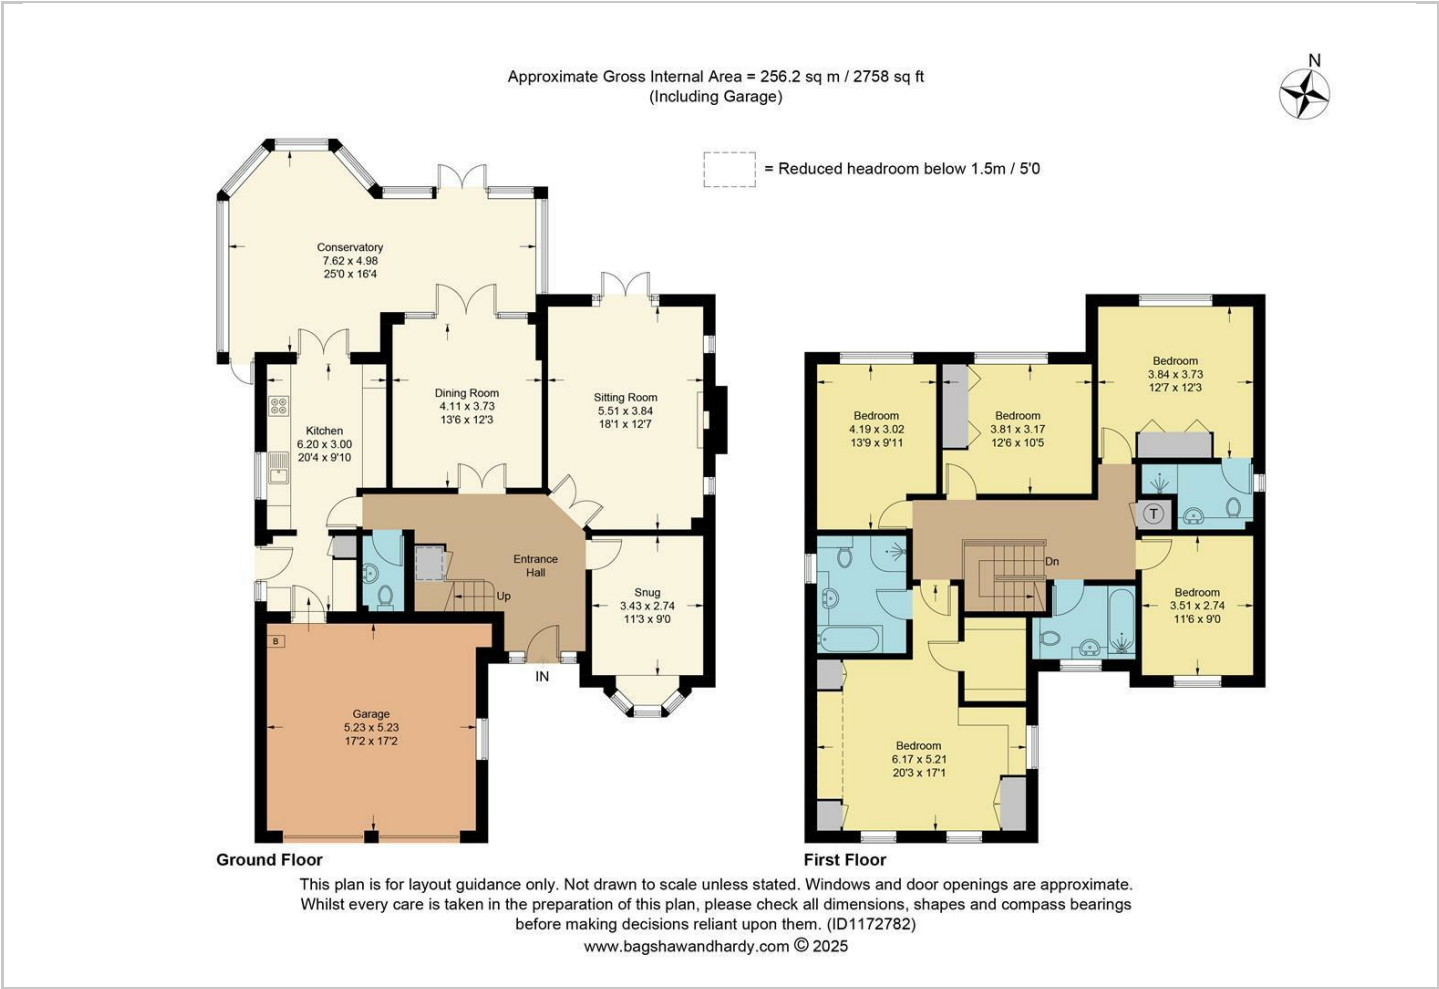 Approximate Gross Internal Area = 256.2 sq m / 2758 sq ft
(Including Garage)
N
= Reduced headroom below 1.5m / 5'0
Conservatory
7.62 x 4.98
25'0 x 16'4
Dining Room
4.11 x 3.73
13'6 x 12'3
Sitting Room
5.51 x 3.84
18'1 x 12'7
Kitchen
6.20 x 3.00
20'4 x 9'10
Entrance
Hall
Up
Snug
3.43 x 2.74
11'3 x 9'0
B
IN
Garage
5.23 x 5.23
17'2 x 17'2
Ground Floor
Bedroom
3.84 x 3.73
12'7 x 12'3
Bedroom
4.19 x 3.02
13'9 x 9'11
Bedroom
3.81 x 3.17
12'6 x 10'5
T
Dn
Bedroom
3.51 x 2.74
11'6 x 9'0
Bedroom
6.17 x 5.21
20'3 x 17'1
First Floor
This plan is for layout guidance only. Not drawn to scale unless stated. Windows and door openings are approximate.
Whilst every care is taken in the preparation of this plan, please check all dimensions, shapes and compass bearings
before making decisions reliant upon them. (ID1172782)
www.bagshawandhardy.com © 2025